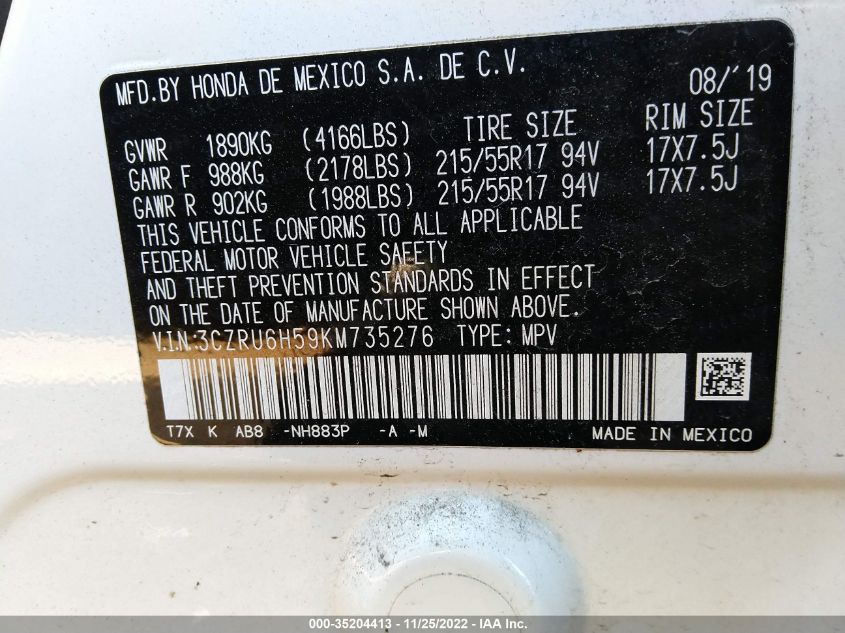 MFD.BY HONDA DE MEXICO S.A. DE C.V. 08/'19
GVWR 1890KG (4166LBS) TIRE SIZE RIM SIZE
GAWR F 988KG (2178LBS) 215/55R17 94V 17X7.5J
GAWR R 902KG (1988LBS) 215/55R17 94V 17X7.5J
THIS VEHICLE CONFORMS TO ALL APPLICABLE
FEDERAL MOTOR VEHICLE SAFETY
AND THEFT PREVENTION STANDARDS IN EFFECT
ON THE DATE OF MANUFACTURE SHOWN ABOVE.
V.I.N:3CZRU6H59KM735276 TYPE: MPV
T7X K AB8 -NH883P -A -M MADE IN MEXICO
000-35204413 - 11/25/2022 - IAA Inc.